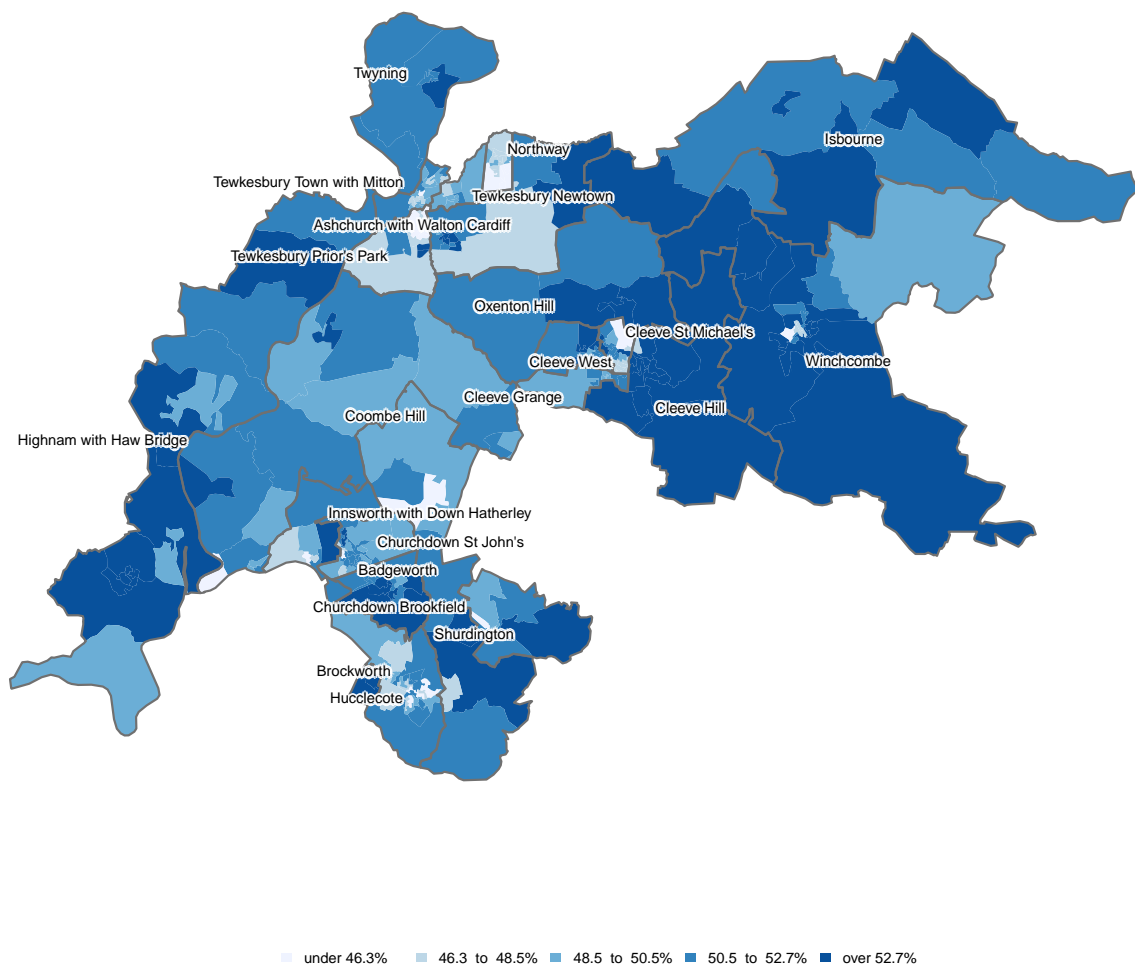 Twyning
Northway
Isbourne
Tewkesbury Town with Mitton
Tewkesbury Newtown
Ashchurch with Walton Cardiff
Tewkesbury Prior's Park
Oxenton Hill
Cleeve St Michael's
Cleeve West
Winchcombe
Cleeve Grange
Cleeve Hill
Coombe Hill
Highnam with Haw Bridge
Innsworth with Down Hatherley
Churchdown St John's
Badgeworth
Churchdown Brookfield
Shurdington
Brockworth
Hucclecote
under 46.3% 46.3 to 48.5% 48.5 to 50.5% 50.5 to 52.7% over 52.7%